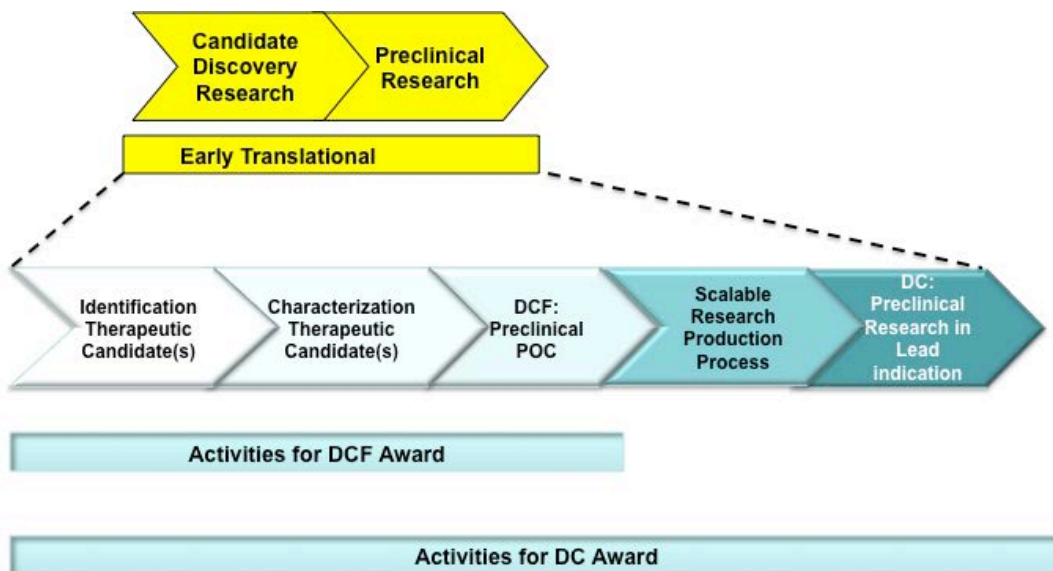 Candidate
Discovery
Research
Preclinical
Research
Early Translational
Identification
Therapeutic
Candidate(s)
Characterization
Therapeutic
Candidate(s)
DCF:
Preclinical
POC
Scalable
Research
Production
Process
DC:
Preclinical
Research in
Lead
indication
Activities for DCF Award
Activities for DC Award